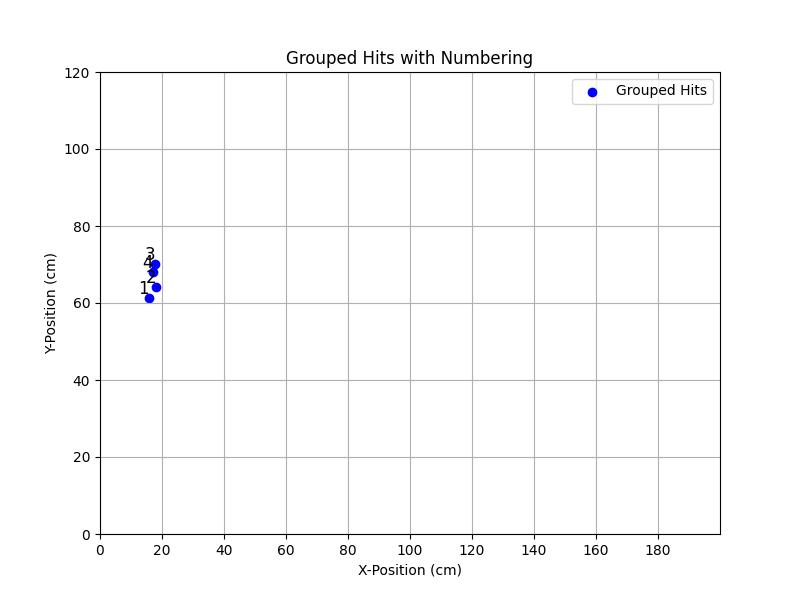 Grouped Hits with Numbering
Grouped Hits
120
100
80
60
40
20
0
Y-Position (cm)
3
4
2
1
0 20 40 60 80 100 120 140 160 180
X-Position (cm)